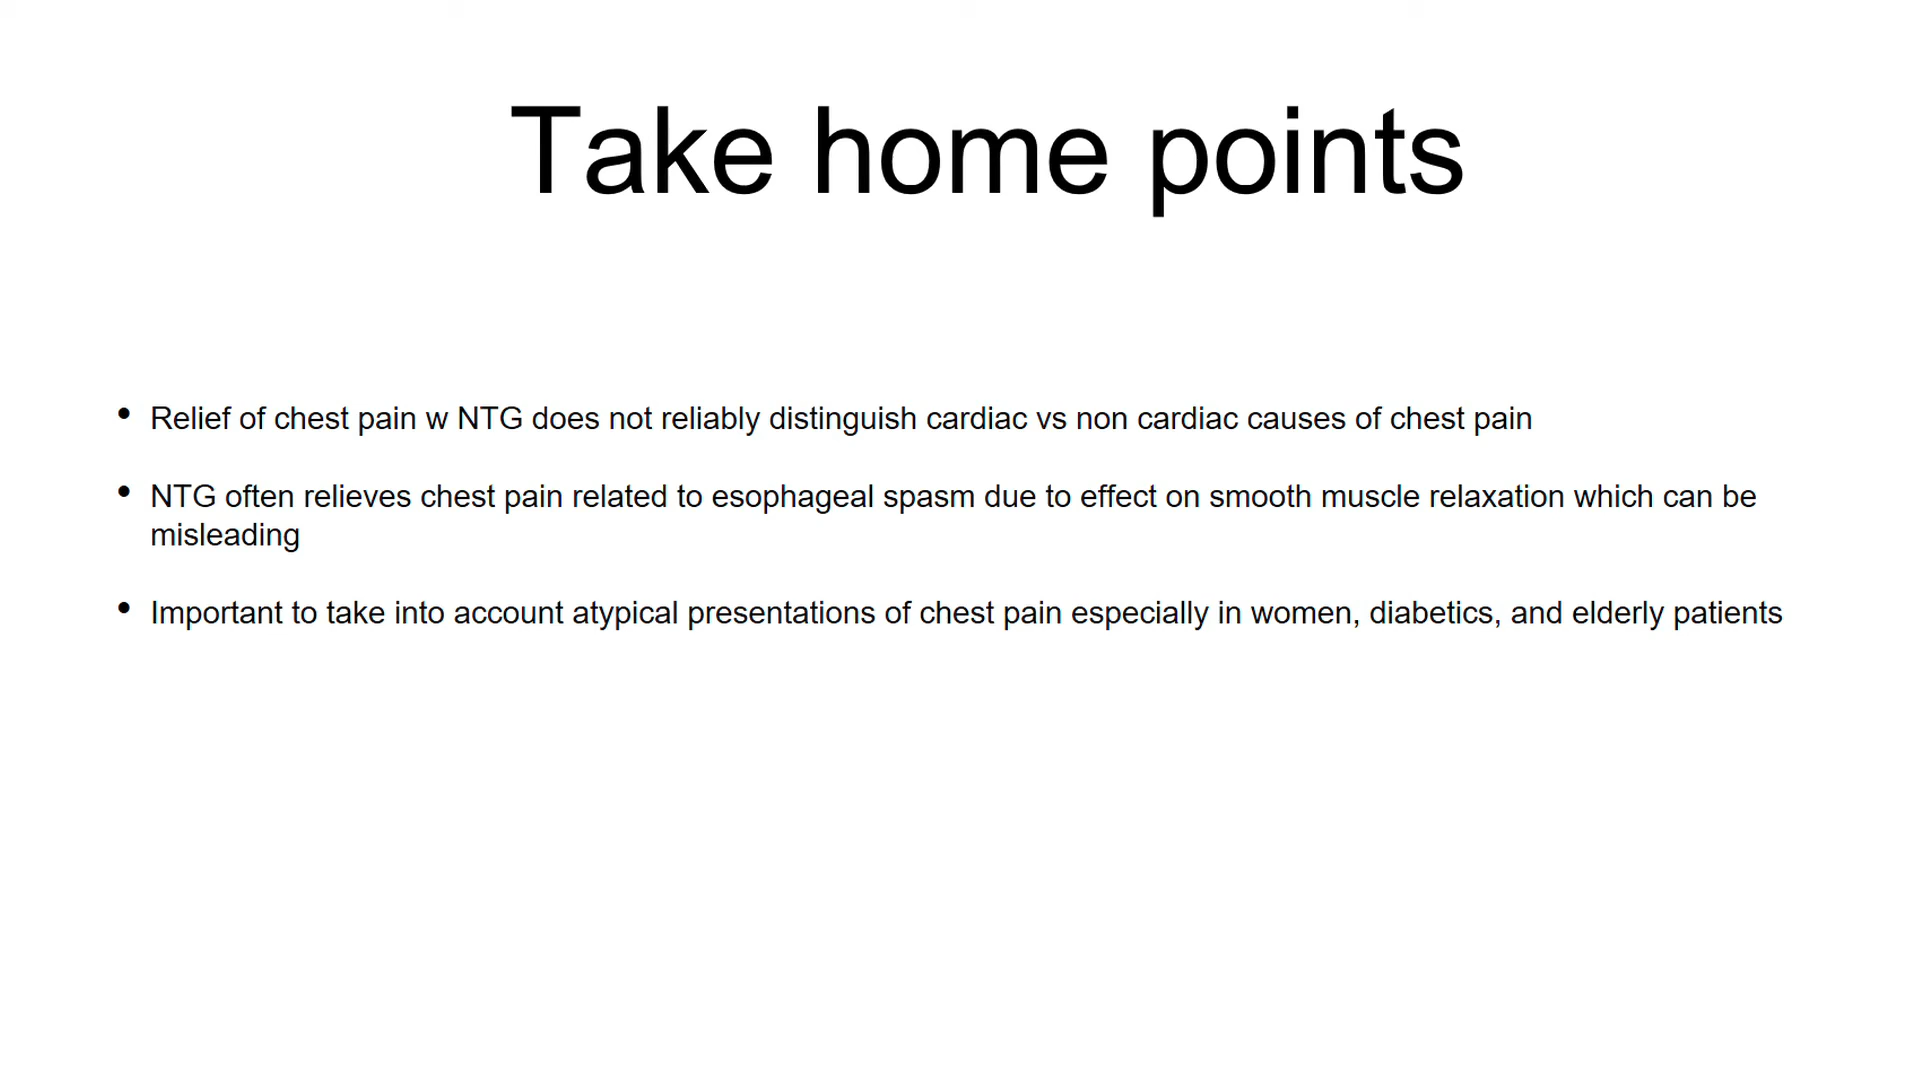 Take home points
• Relief of chest pain w NTG does not reliably distinguish cardiac vs non cardiac causes of chest pain
• NTG often relieves chest pain related to esophageal spasm due to effect on smooth muscle relaxation which can be
misleading
• Important to take into account atypical presentations of chest pain especially in women, diabetics, and elderly patients